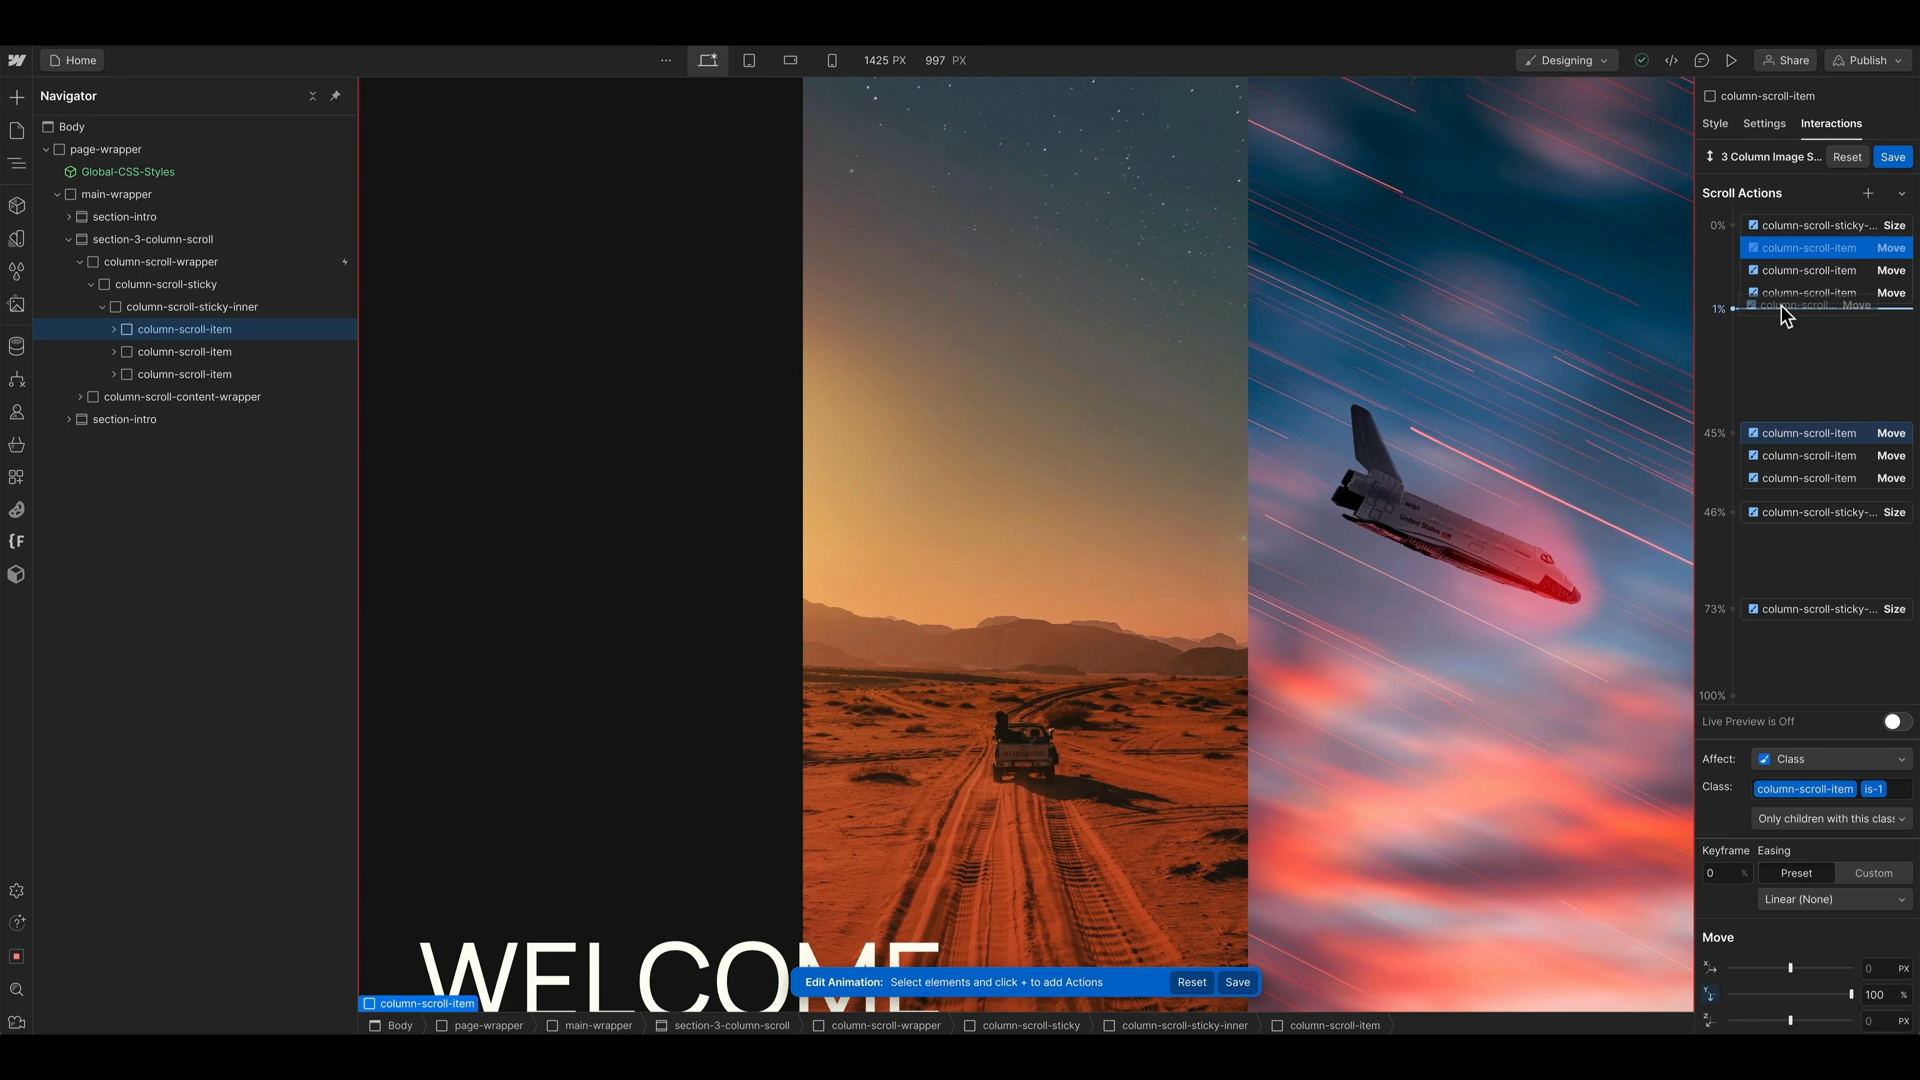 Home
...
1425 PX 997 PX
Designing
Share
Publish
Navigator
Body
page-wrapper
Global-CSS-Styles
main-wrapper
section-intro
section-3-column-scroll
column-scroll-wrapper
column-scroll-sticky
column-scroll-sticky-inner
column-scroll-item
column-scroll-item
column-scroll-item
column-scroll-content-wrapper
section-intro
United States
WELCOME
Edit Animation: Select elements and click + to add Actions
Reset
Save
column-scroll-item
Body
page-wrapper
main-wrapper
section-3-column-scroll
column-scroll-wrapper
column-scroll-sticky
column-scroll-sticky-inner
column-scroll-item
column-scroll-item
Style Settings Interactions
3 Column Image S... Reset Save
Scroll Actions
0% column-scroll-sticky-... Size
column-scroll-item Move
column-scroll-item Move
column-scroll-item Move
column-scroll... Move
1%
45% column-scroll-item Move
column-scroll-item Move
column-scroll-item Move
46% column-scroll-sticky-... Size
73% column-scroll-sticky-... Size
100%
Live Preview is Off
Affect: Class
Class: column-scroll-item is-1
Only children with this class
Keyframe Easing
0 % Preset Custom
Linear (None)
Move
X 0 PX
Y 100 %
Z 0 PX